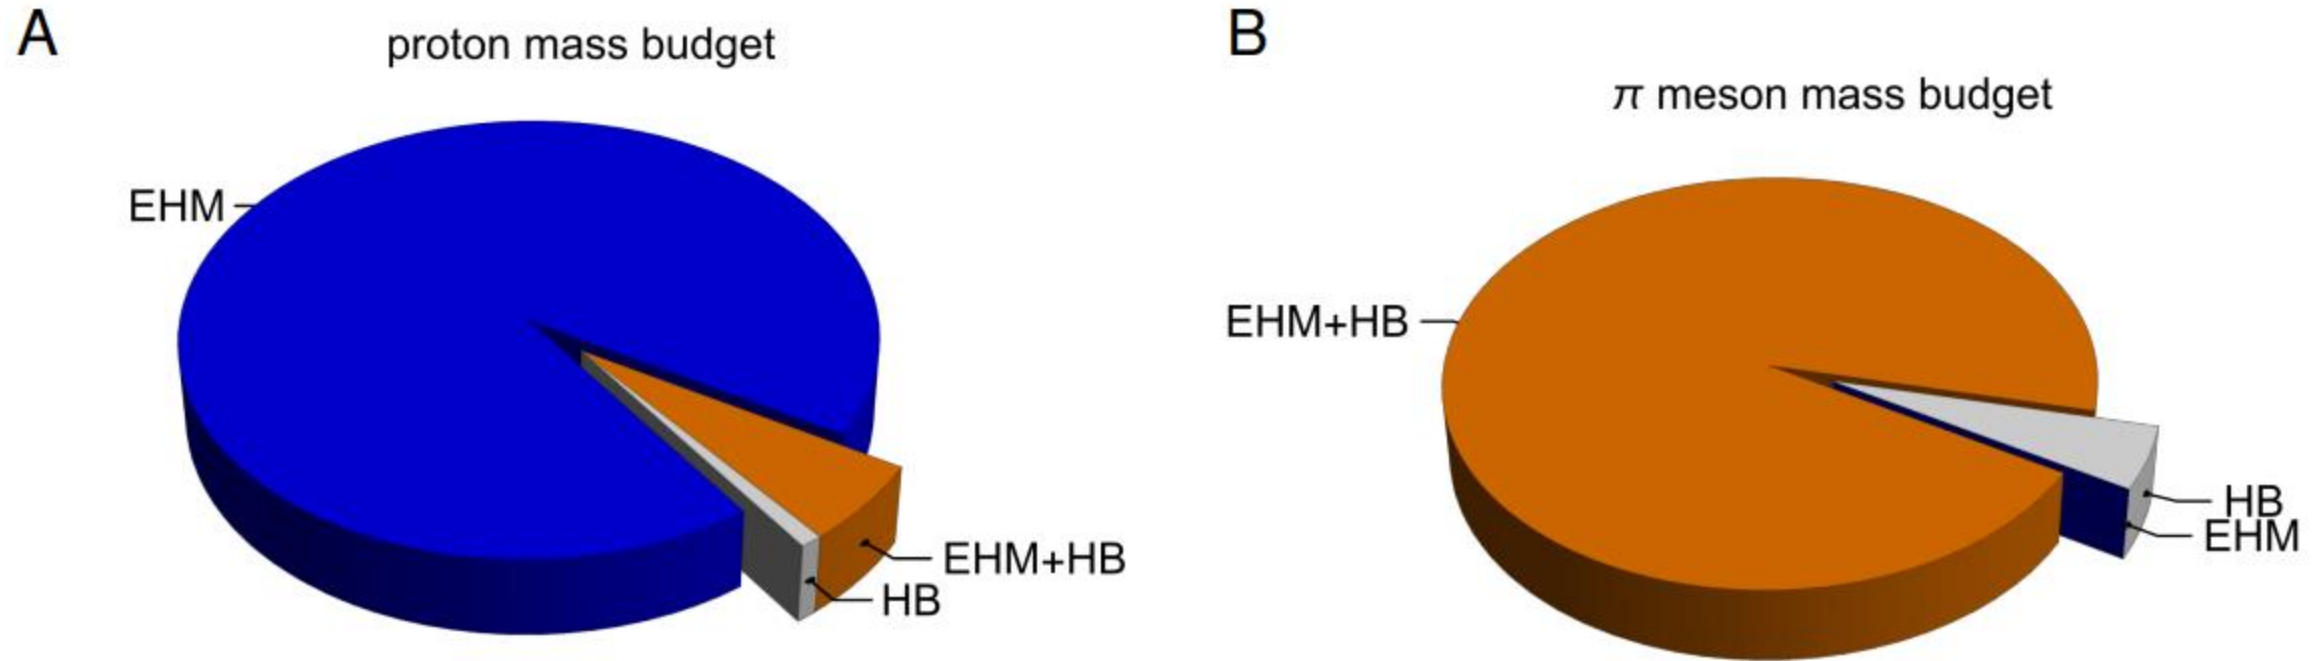 A
proton mass budget
EHM
EHM+HB
HB
B
π meson mass budget
EHM+HB
HB
EHM